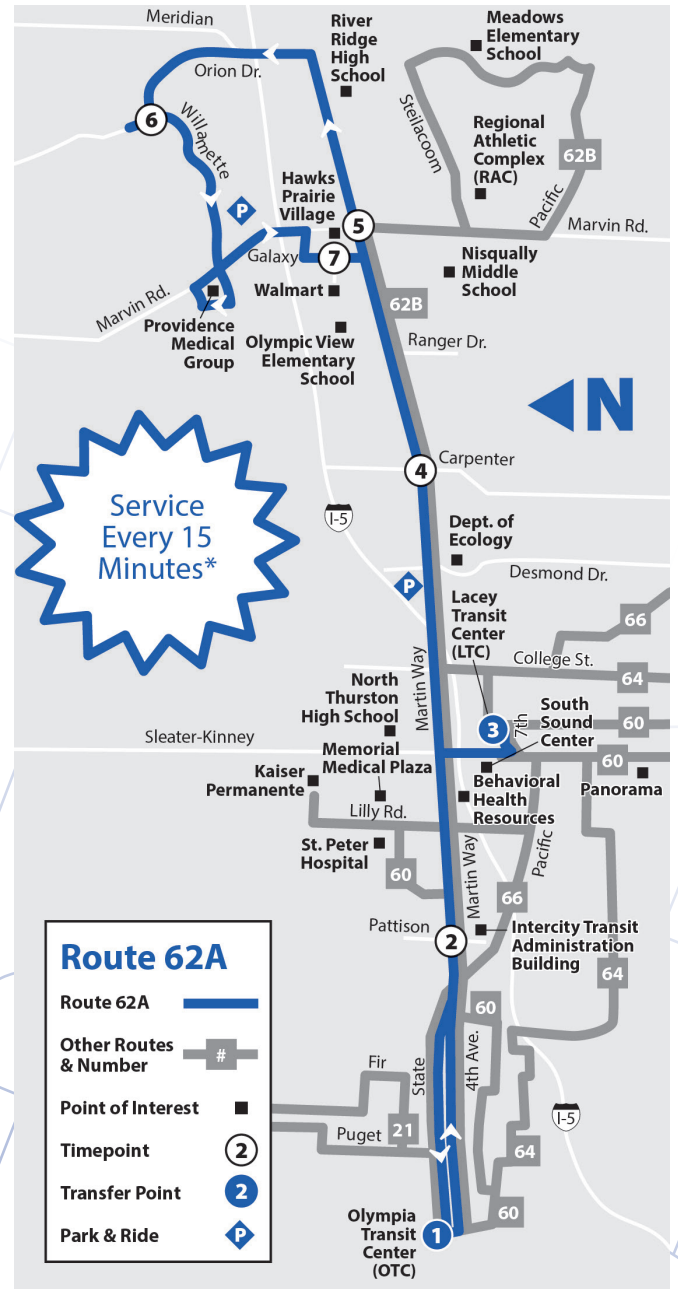 Meridian
River
Ridge
High
School
Meadows
Elementary
School
Orion Dr.
Steilacoom
Regional
Athletic
Complex
(RAC)
62B
6
Willamette
Pacific
Hawks
Prairie
Village
P
5
Marvin Rd.
Galaxy
7
Nisqually
Middle
School
Marvin Rd.
Walmart
62B
Providence
Medical
Group
Olympic View
Elementary
School
Ranger Dr.
N
4
Carpenter
Service
Every 15
Minutes*
I-5
Dept. of
Ecology
Desmond Dr.
P
Lacey
Transit
Center
(LTC)
66
College St.
64
Martin Way
North
Thurston
High School
South
Sound
Center
3
7th
60
Sleater-Kinney
Memorial
Medical Plaza
60
Kaiser
Permanente
Behavioral
Health
Resources
Panorama
Lilly Rd.
St. Peter
Hospital
60
Martin Way
Pacific
66
Pattison
2
Intercity Transit
Administration
Building
64
Route 62A
Route 62A
Other Routes
& Number
#
Point of Interest
Timepoint
2
Transfer Point
2
Park & Ride
P
60
State
4th Ave.
Fir
21
Puget
I-5
64
60
Olympia
Transit
Center
(OTC)
1